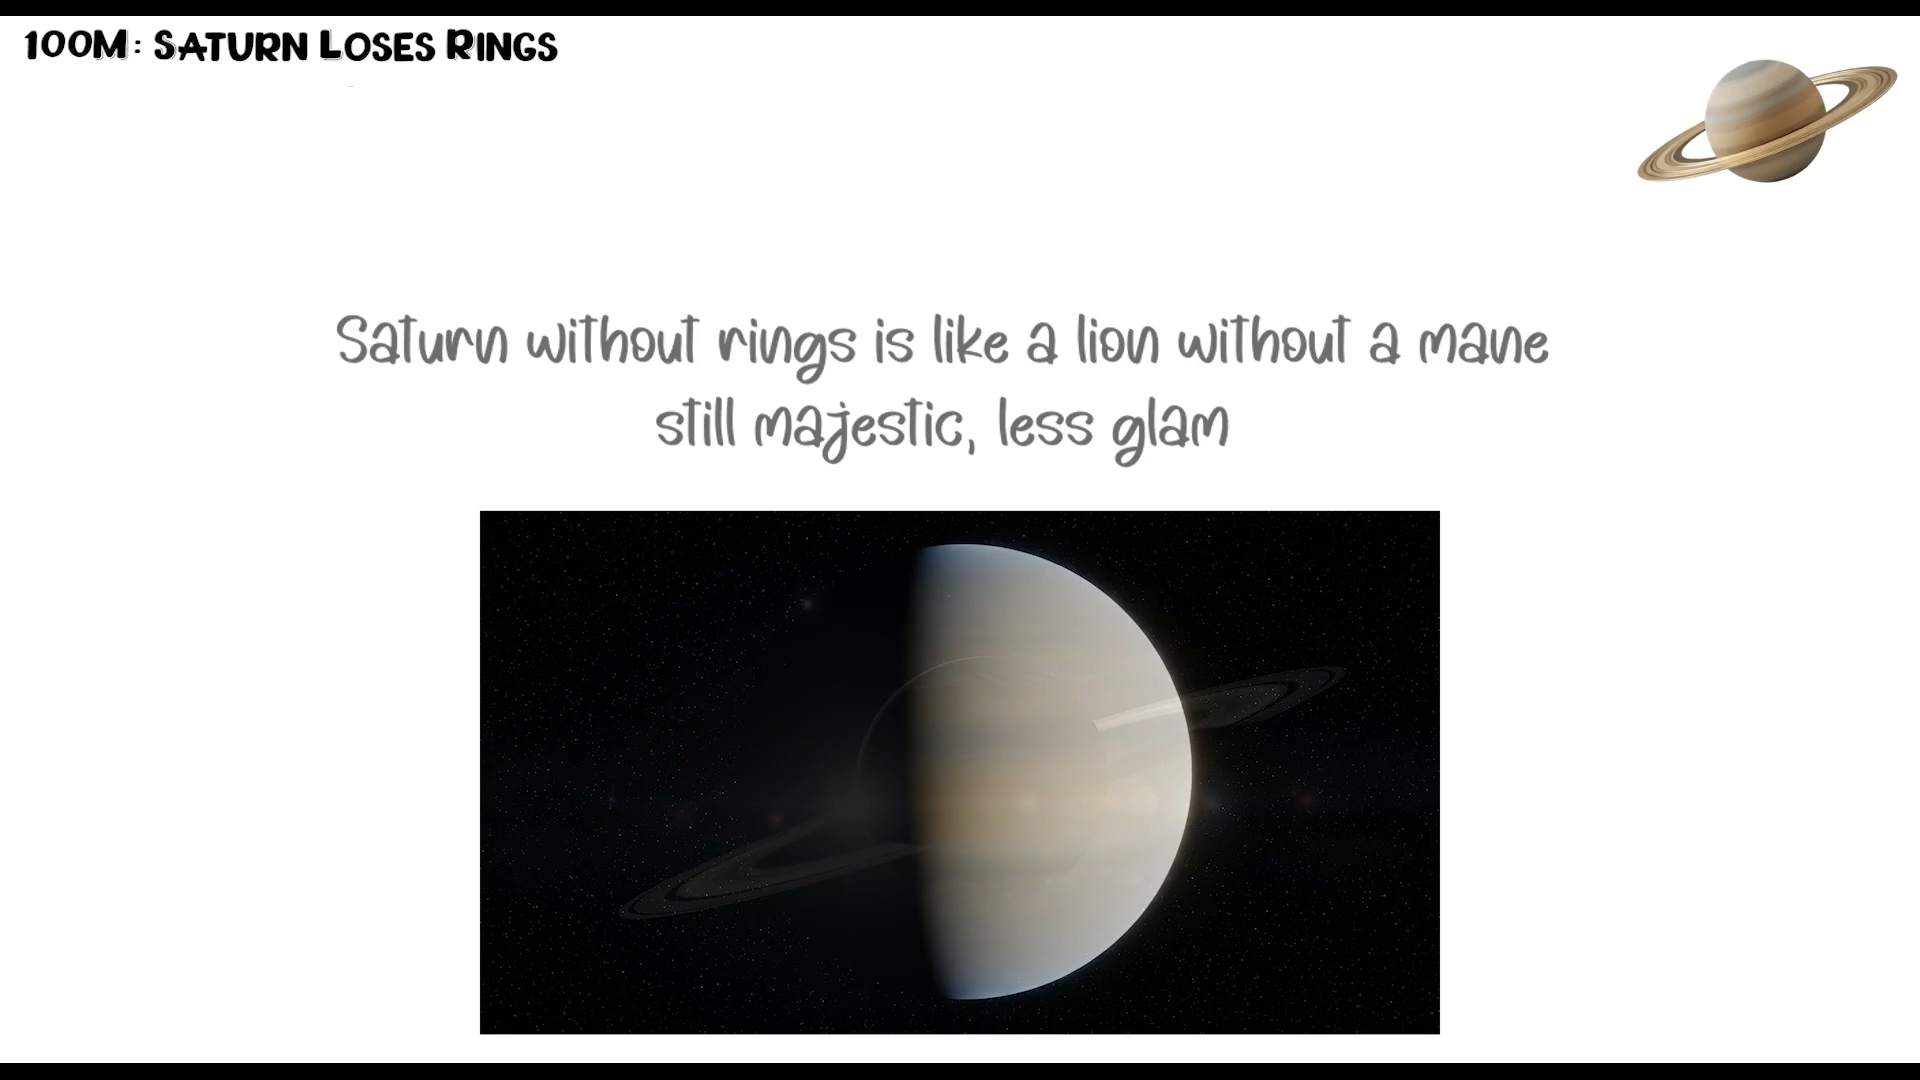 100M: Saturn Loses Rings
Saturn without rings is like a lion without a mane
still majestic, less glam